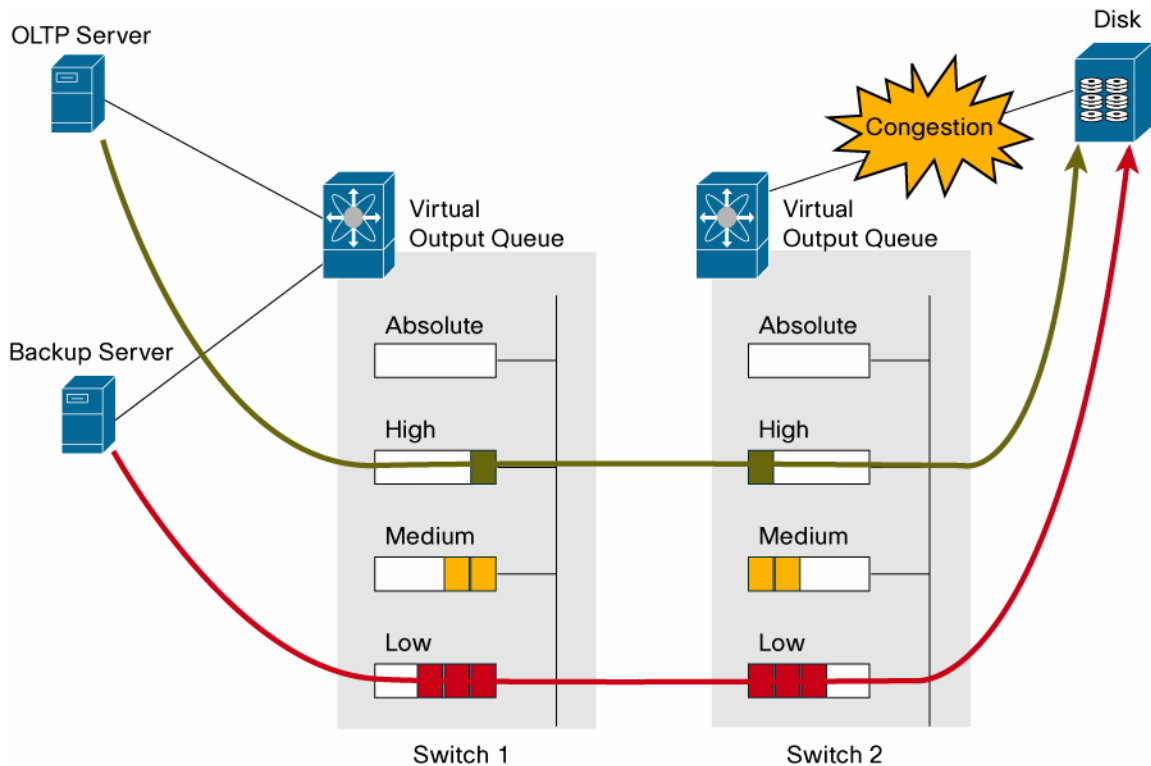 OLTP Server
Disk
Congestion
Virtual
Output Queue
Virtual
Output Queue
Backup Server
Absolute
Absolute
High
High
Medium
Medium
Low
Low
Switch 1
Switch 2